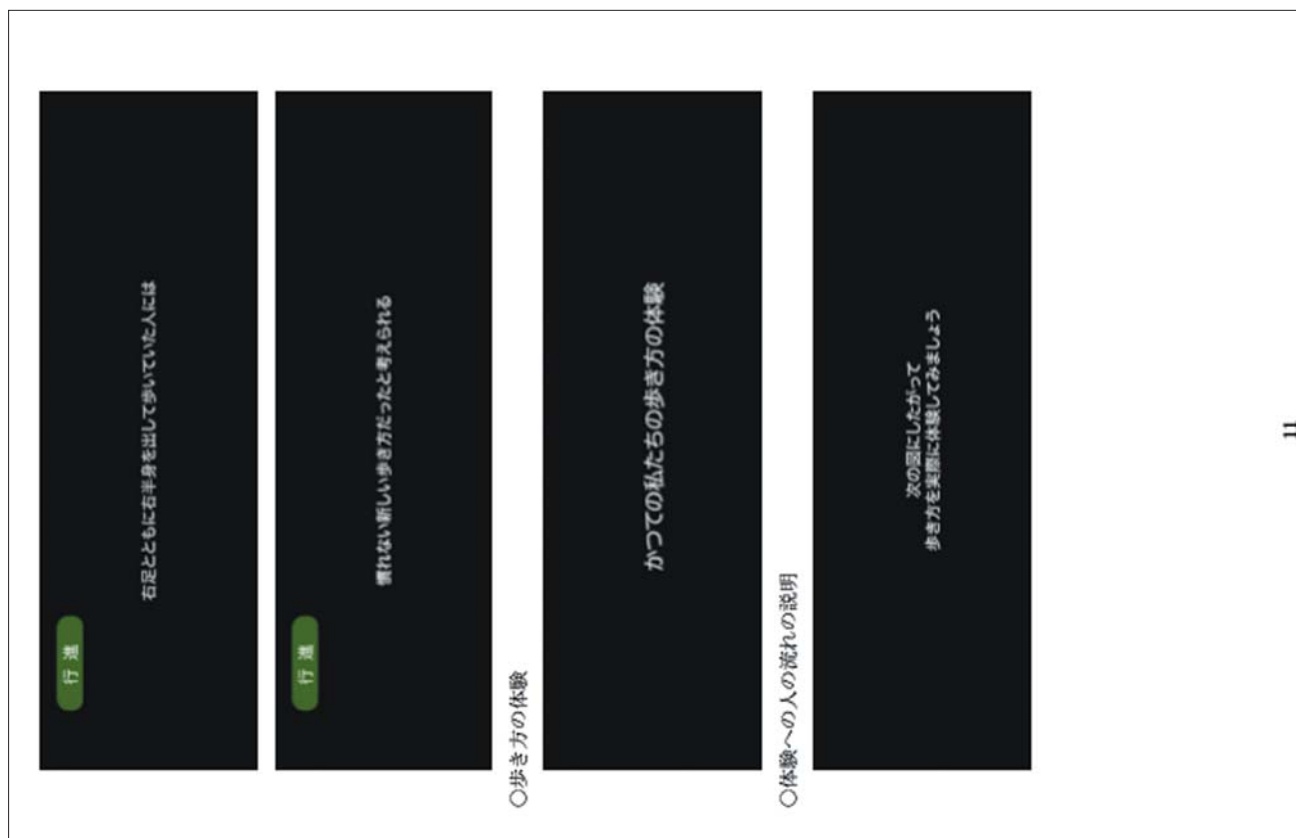 行 進
右足とともに右半身を出して歩いていた人には
行 進
慣れない新しい歩き方だったと考えられる
○歩き方の体験
かつての私たちの歩き方の体験
○体験への人の流れの説明
次の図にしたがって
歩き方を実際に体験してみましょう
11